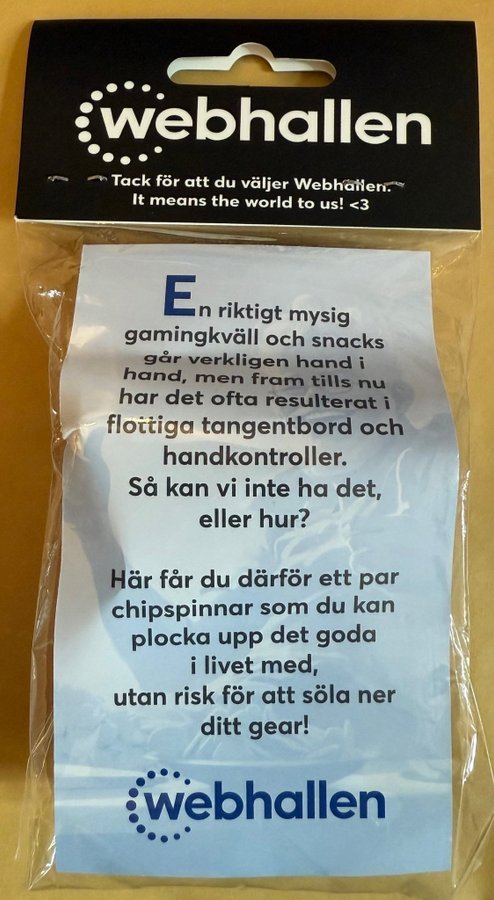 webhallen
Tack för att du väljer Webhallen.
It means the world to us! <3
En riktigt mysig
gamingkväll och snacks
går verkligen hand i
hand, men fram tills nu
har det ofta resulterat i
flottiga tangentbord och
handkontroller.
Så kan vi inte ha det,
eller hur?
Här får du därför ett par
chipspinnar som du kan
plocka upp det goda
i livet med,
utan risk för att söla ner
ditt gear!
webhallen